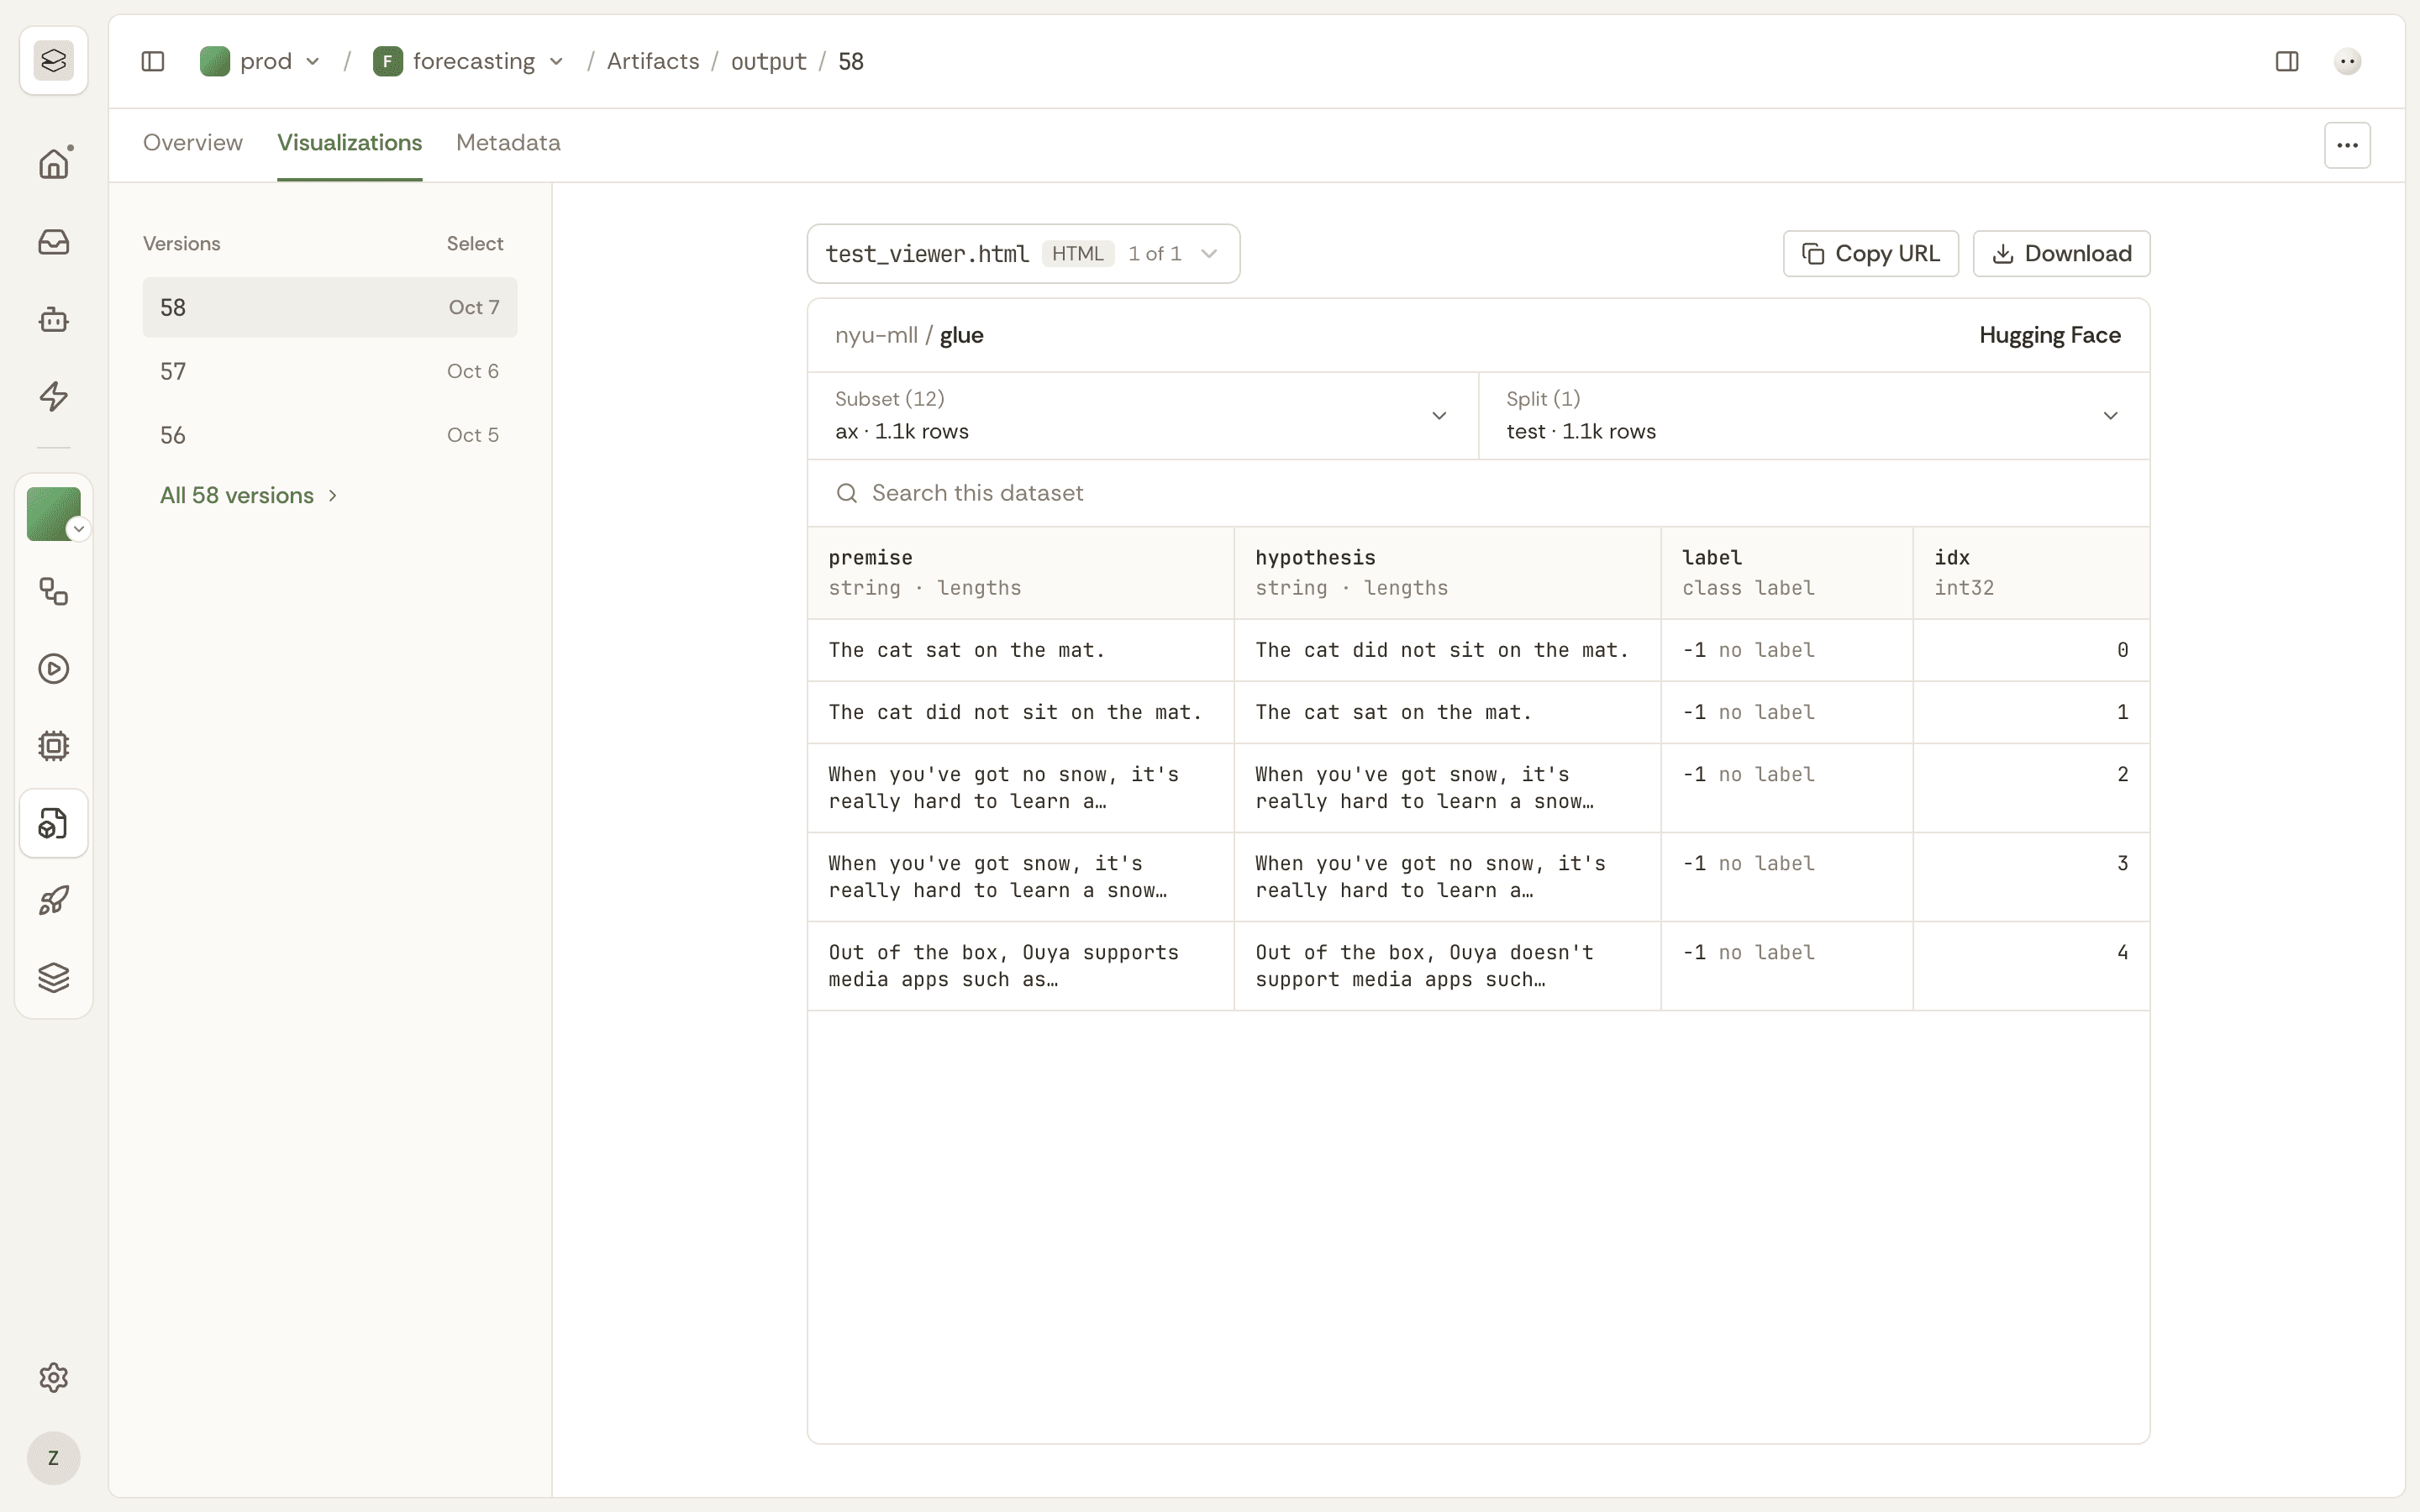 prod / F forecasting / Artifacts / output / 58
Overview Visualizations Metadata
Versions Select
58 Oct 7
57 Oct 6
56 Oct 5
All 58 versions
Z
test_viewer.html HTML 1 of 1
Copy URL Download
nyu-mll / glue Hugging Face
Subset (12) Split (1)
ax · 1.1k rows test · 1.1k rows
Search this dataset
premise hypothesis label idx
string · lengths string · lengths class label int32
The cat sat on the mat. The cat did not sit on the mat. -1 no label 0
The cat did not sit on the mat. The cat sat on the mat. -1 no label 1
When you've got no snow, it's When you've got snow, it's -1 no label 2
really hard to learn a… really hard to learn a snow…
When you've got snow, it's When you've got no snow, it's -1 no label 3
really hard to learn a snow… really hard to learn a…
Out of the box, Ouya supports Out of the box, Ouya doesn't -1 no label 4
media apps such as… support media apps such…